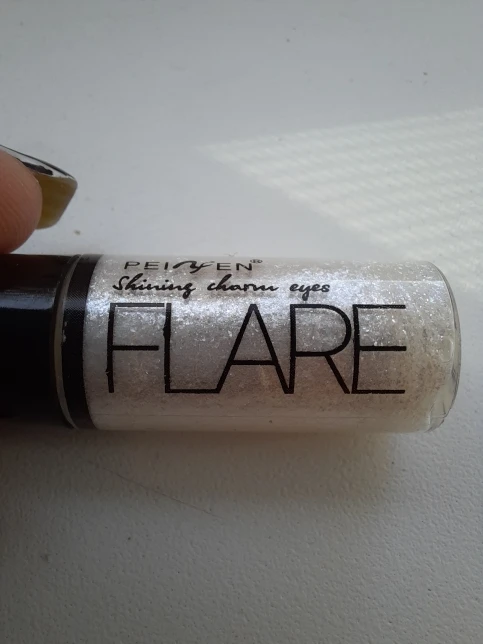 PEIYEN®
Shining charm eyes
FLARE